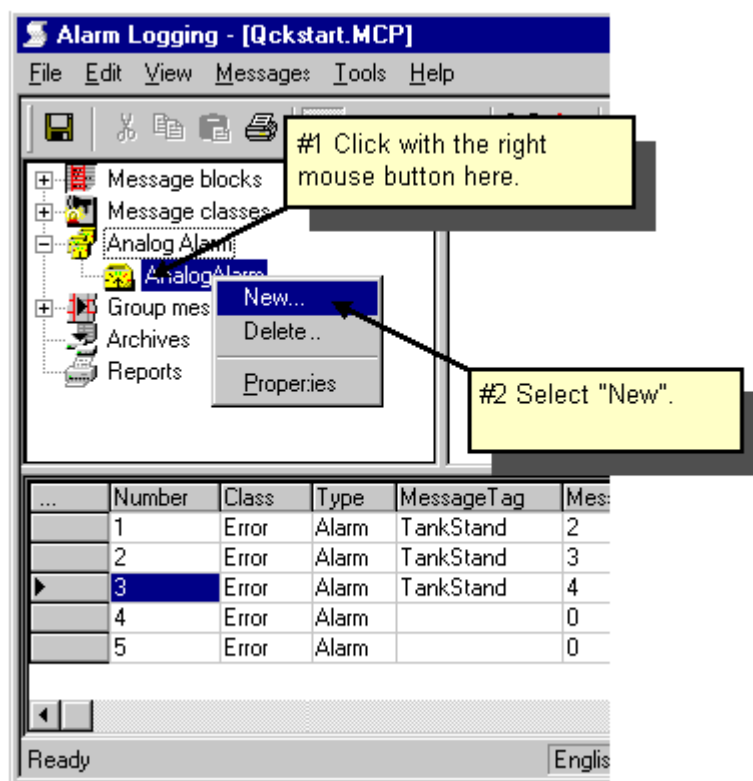 Alarm Logging - [Qckstart.MCP]
File Edit View Messages Tools Help
#1 Click with the right
mouse button here.
Message blocks
Message classes
Analog Alarm
AnalogAlarm
New...
Group mes
Delete..
Archives
Reports
Properties
#2 Select "New".
... Number Class Type MessageTag Mes
1 Error Alarm TankStand 2
2 Error Alarm TankStand 3
3 Error Alarm TankStand 4
4 Error Alarm 0
5 Error Alarm 0
Ready Englis